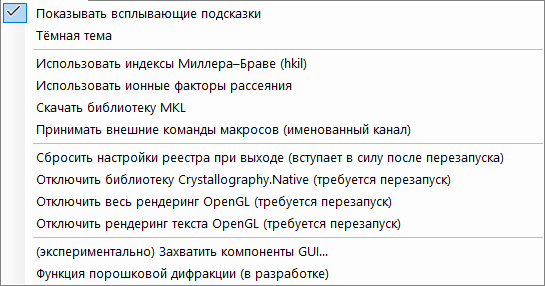 Показывать всплывающие подсказки
Тёмная тема
Использовать индексы Миллера–Браве (hkil)
Использовать ионные факторы рассеяния
Скачать библиотеку MKL
Принимать внешние команды макросов (именованный канал)
Сбросить настройки реестра при выходе (вступает в силу после перезапуска)
Отключить библиотеку Crystallography.Native (требуется перезапуск)
Отключить весь рендеринг OpenGL (требуется перезапуск)
Отключить рендеринг текста OpenGL (требуется перезапуск)
(экспериментально) Захватить компоненты GUI...
Функция порошковой дифракции (в разработке)